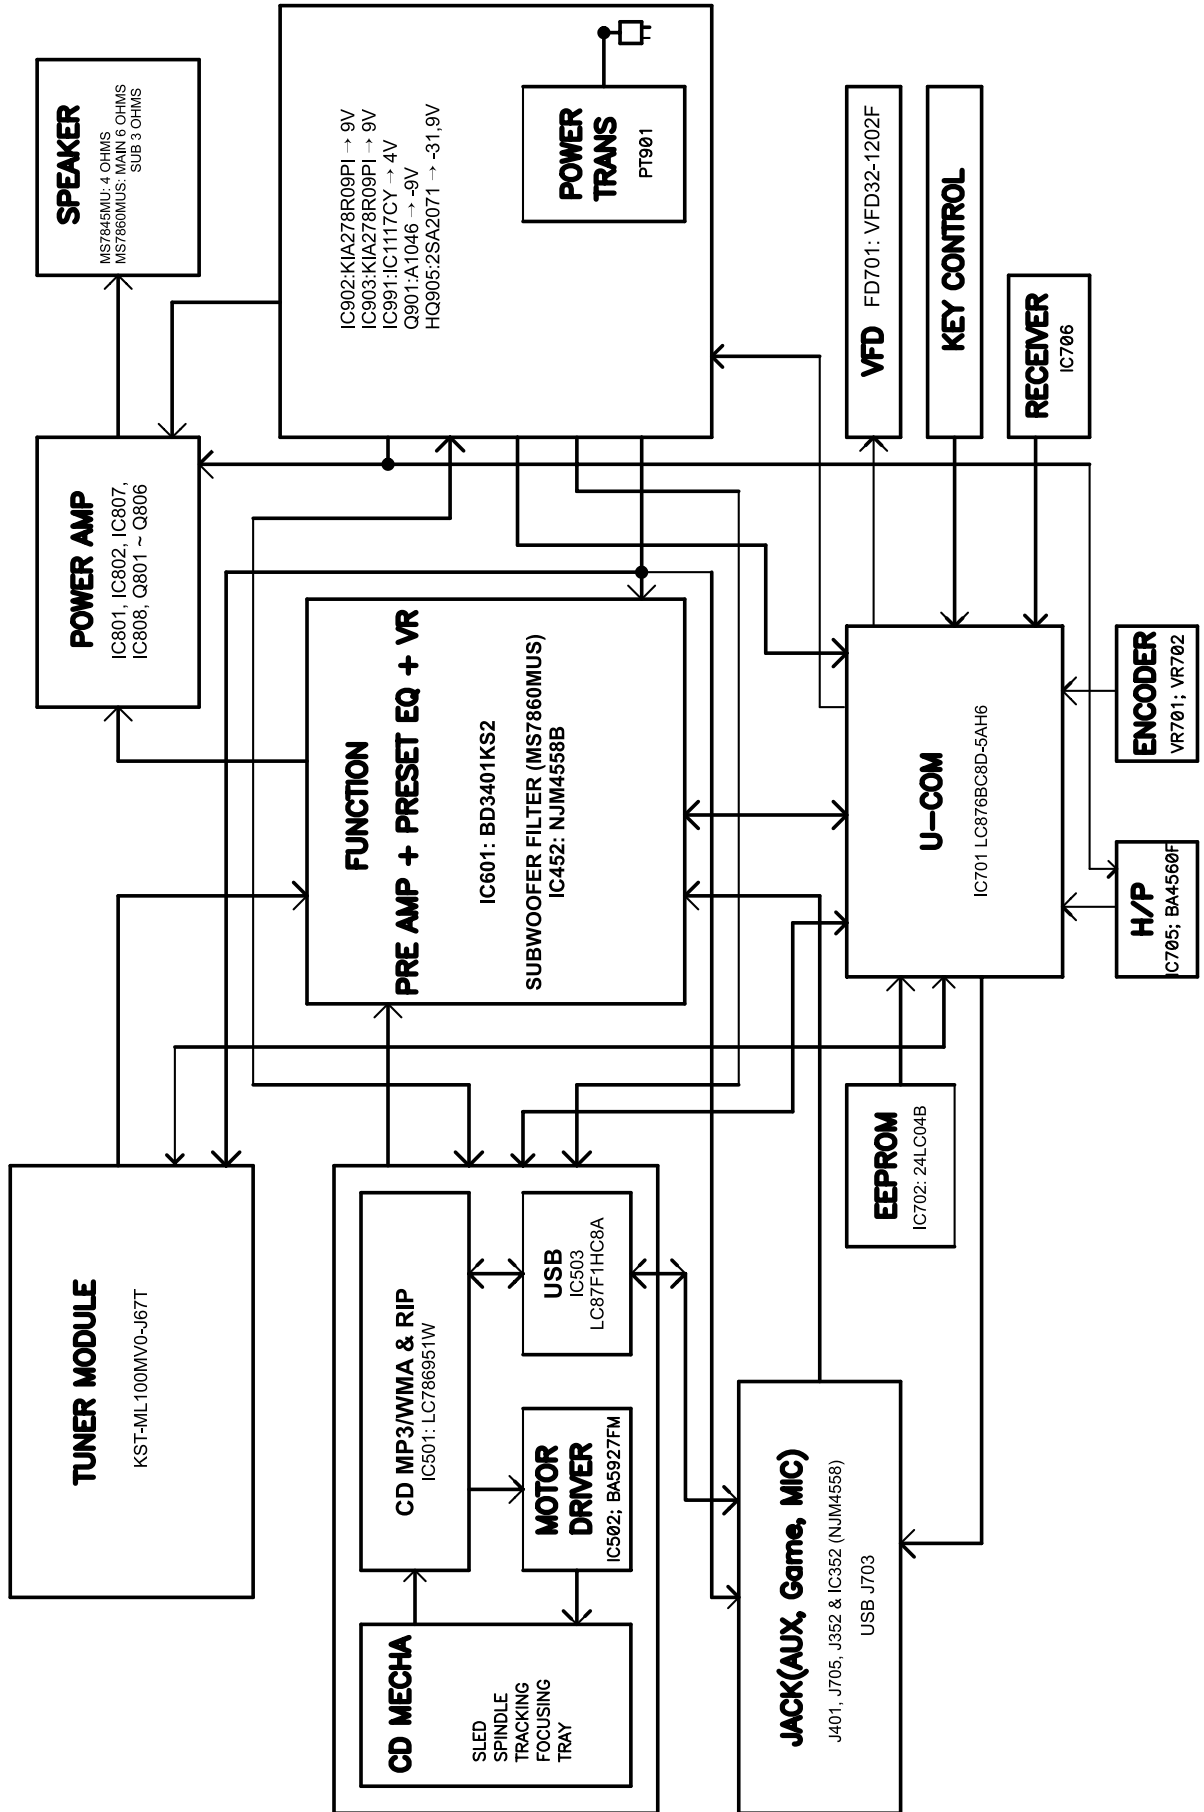 TUNER MODULE
KST-ML100MV0-J67T
POWER AMP
IC801, IC802, IC807,
IC808, Q801 ~ Q806
SPEAKER
MS7845MU: 4 OHMS
MS7860MUS: MAIN 6 OHMS
SUB 3 OHMS
CD MP3/WMA & RIP
IC501: LC786951W
CD MECHA
SLED
SPINDLE
TRACKING
FOCUSING
TRAY
MOTOR
DRIVER
IC502; BA5927FM
USB
IC503
LC87F1HC8A
FUNCTION
PRE AMP + PRESET EQ + VR
IC601: BD3401KS2
SUBWOOFER FILTER (MS7860MUS)
IC452: NJM4558B
IC902:KIA278R09PI → 9V
IC903:KIA278R09PI → 9V
IC991:IC1117CY → 4V
Q901:A1046 → -9V
HQ905:2SA2071 → -31,9V
POWER
TRANS
PT901
JACK(AUX, Game, MIC)
J401, J705, J352 & IC352 (NJM4558)
USB J703
EEPROM
IC702: 24LC04B
U-COM
IC701 LC876BC8D-5AH6
VFD FD701: VFD32-1202F
KEY CONTROL
RECEIVER
IC706
H/P
IC705; BA4560F
ENCODER
VR701; VR702